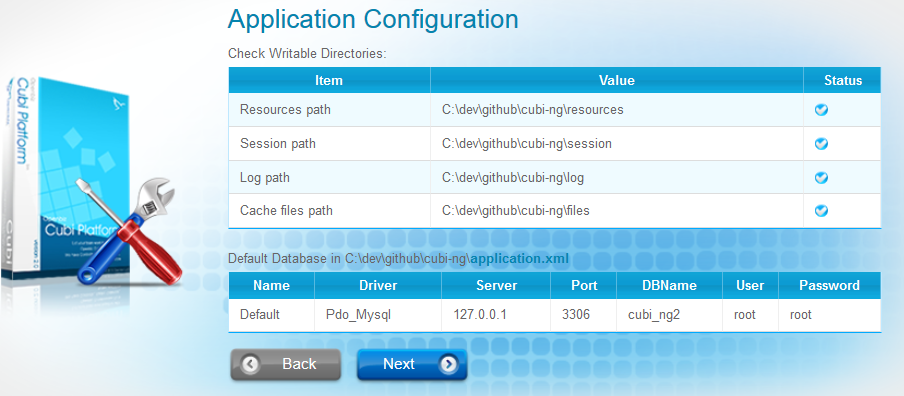 Application Configuration
Check Writable Directories:
Item Value Status
Resources path C:\dev\github\cubi-ng\resources
Session path C:\dev\github\cubi-ng\session
Log path C:\dev\github\cubi-ng\log
Cache files path C:\dev\github\cubi-ng\files
Default Database in C:\dev\github\cubi-ng\application.xml
Name Driver Server Port DBName User Password
Default Pdo_Mysql 127.0.0.1 3306 cubi_ng2 root root
Back Next
Cubi Platform
Cubi Platform
Cubi